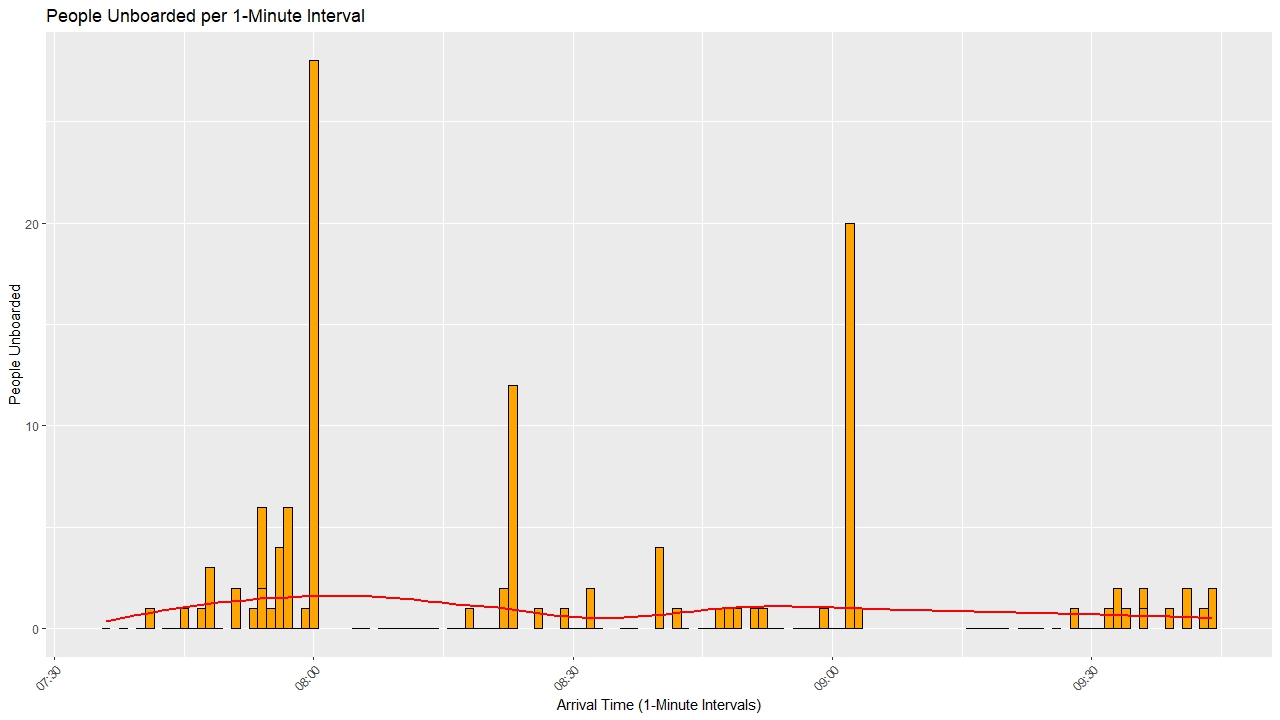 People Unboarded per 1-Minute Interval
People Unboarded
20
10
0
07:30
08:00
08:30
09:00
09:30
Arrival Time (1-Minute Intervals)